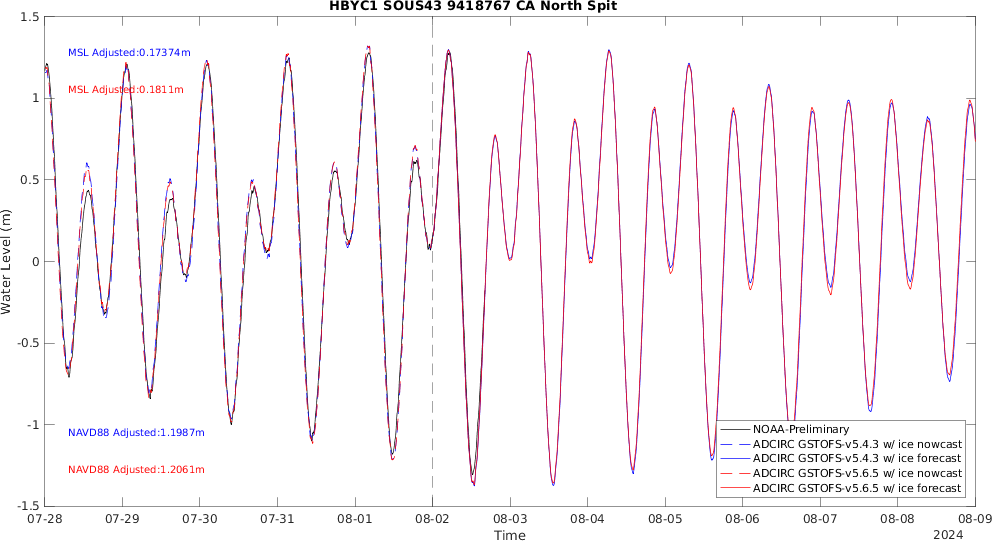 HBYC1 SOUS43 9418767 CA North Spit
1.5
1
0.5
0
-0.5
-1
-1.5
Water Level (m)
MSL Adjusted:0.17374m
MSL Adjusted:0.1811m
NAVD88 Adjusted:1.1987m
NAVD88 Adjusted:1.2061m
NOAA-Preliminary
ADCIRC GSTOFS-v5.4.3 w/ ice nowcast
ADCIRC GSTOFS-v5.4.3 w/ ice forecast
ADCIRC GSTOFS-v5.6.5 w/ ice nowcast
ADCIRC GSTOFS-v5.6.5 w/ ice forecast
07-28 07-29 07-30 07-31 08-01 08-02 08-03 08-04 08-05 08-06 08-07 08-08 08-09
Time
2024